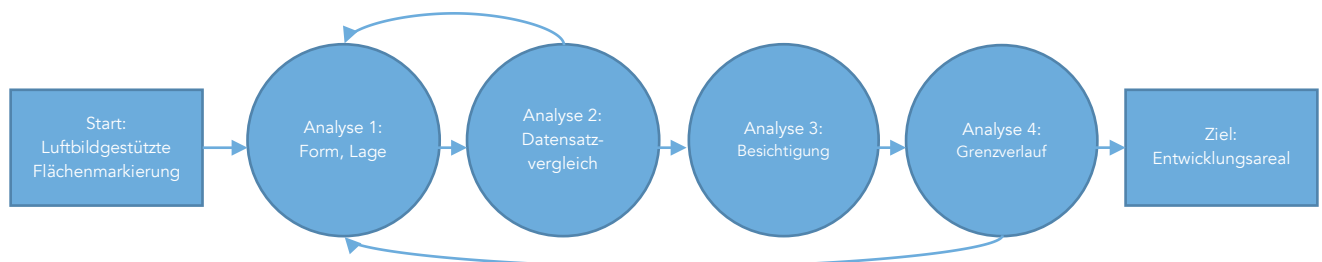 Start:
Luftbildgestützte
Flächenmarkierung
Analyse 1:
Form, Lage
Analyse 2:
Datensatz-
vergleich
Analyse 3:
Besichtigung
Analyse 4:
Grenzverlauf
Ziel:
Entwicklungsareal